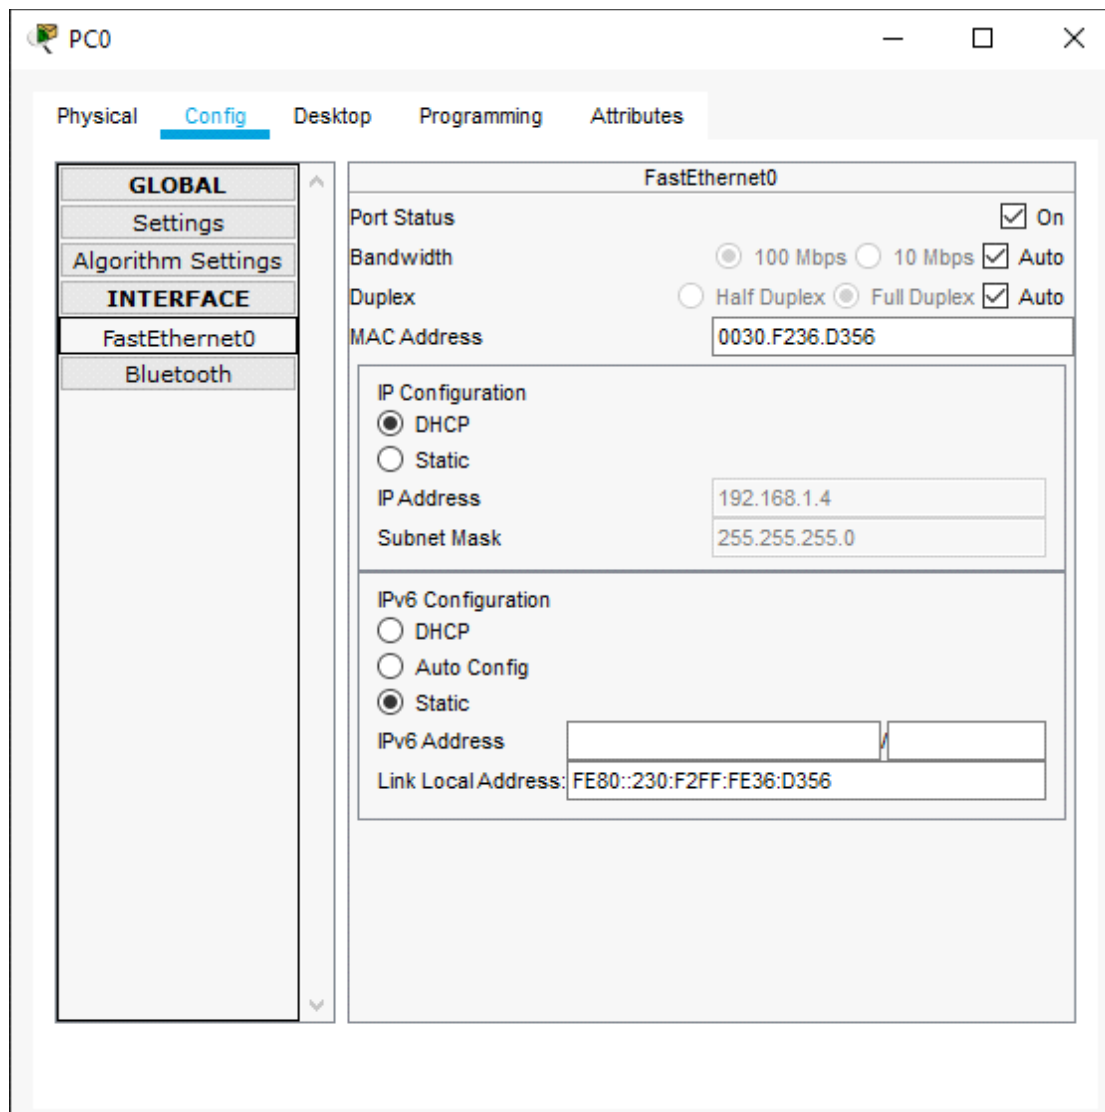 PC0
Physical Config Desktop Programming Attributes
GLOBAL
Settings
Algorithm Settings
INTERFACE
FastEthernet0
Bluetooth
FastEthernet0
Port Status On
Bandwidth 100 Mbps 10 Mbps Auto
Duplex Half Duplex Full Duplex Auto
MAC Address 0030.F236.D356
IP Configuration
DHCP
Static
IP Address 192.168.1.4
Subnet Mask 255.255.255.0
IPv6 Configuration
DHCP
Auto Config
Static
IPv6 Address /
Link Local Address: FE80::230:F2FF:FE36:D356